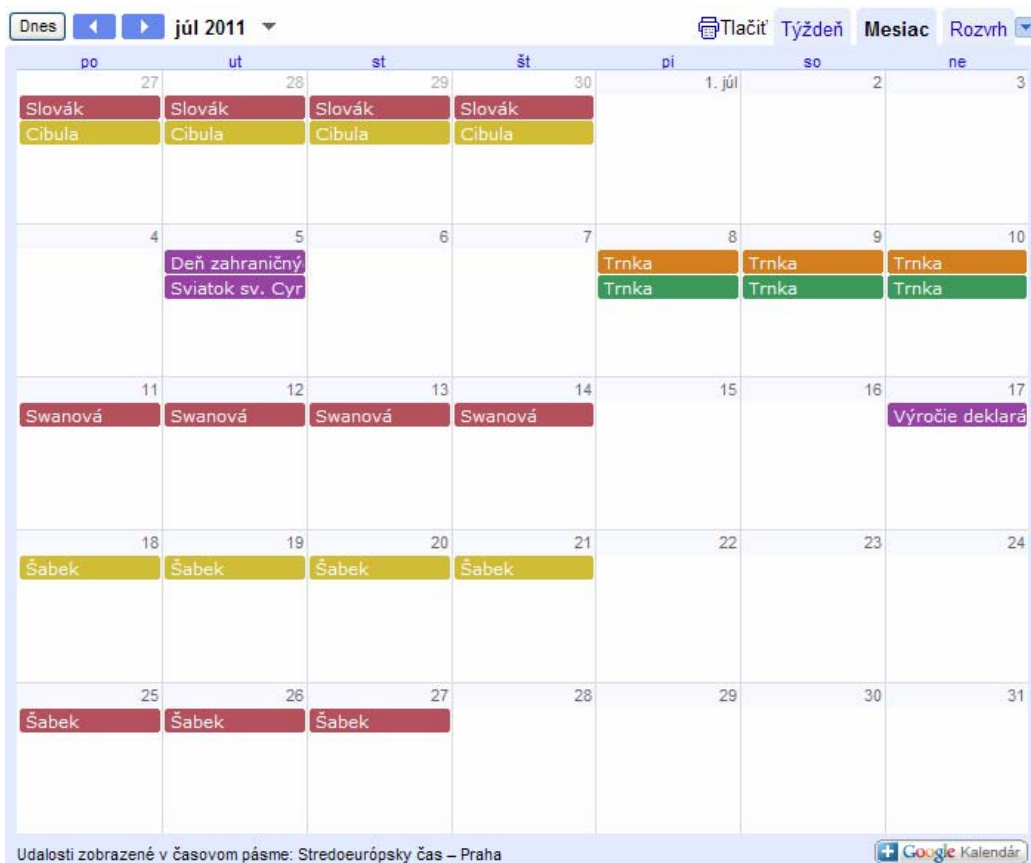 Dnes júl 2011 Tlačiť Týždeň Mesiac Rozvrh
po ut st št pi so ne
27 28 29 30 1. júl 2 3
Slovák Slovák Slovák Slovák
Cibula Cibula Cibula Cibula
4 5 6 7 8 9 10
Deň zahraničný Trnka Trnka Trnka
Sviatok sv. Cyr Trnka Trnka Trnka
11 12 13 14 15 16 17
Swanová Swanová Swanová Swanová Výročie deklará
18 19 20 21 22 23 24
Šabek Šabek Šabek Šabek
25 26 27 28 29 30 31
Šabek Šabek Šabek
Udalosti zobrazené v časovom pásme: Stredoeurópsky čas – Praha Google Kalendár